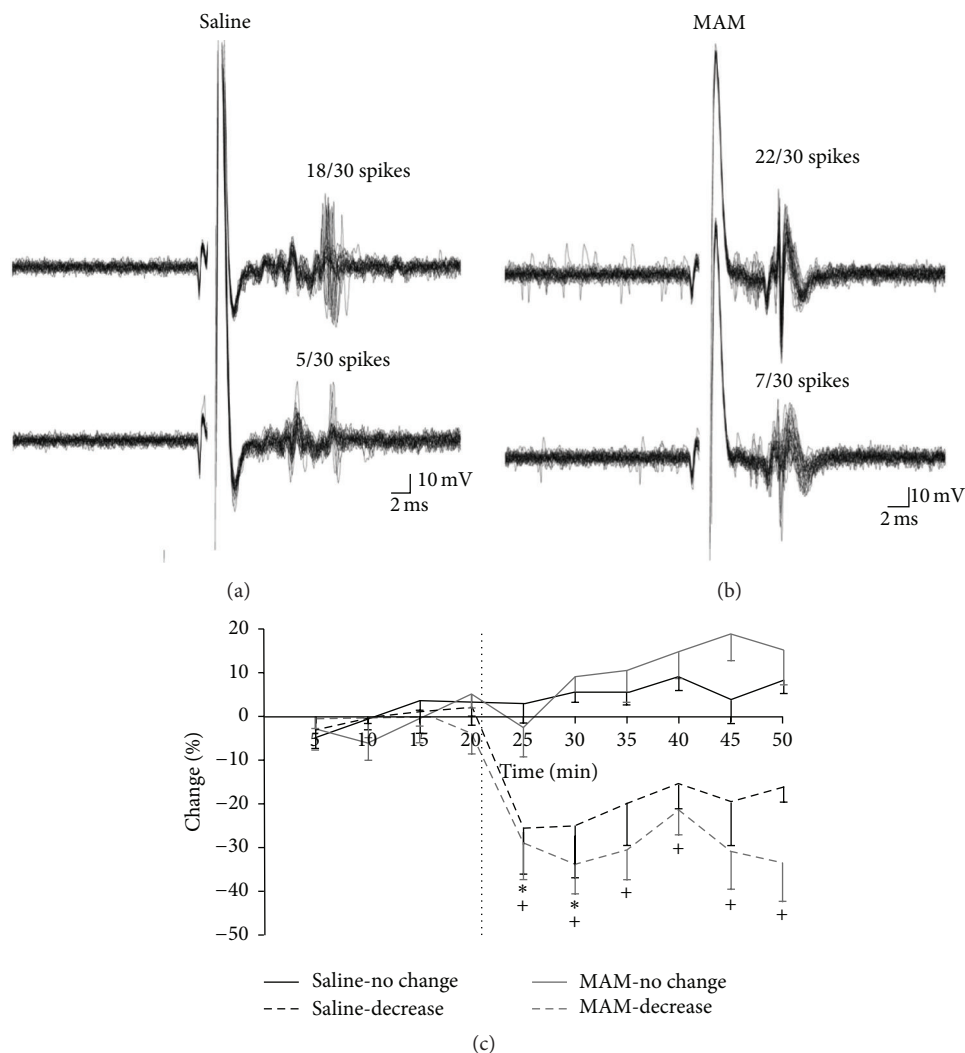 Saline
MAM
18/30 spikes
22/30 spikes
5/30 spikes
7/30 spikes
10 mV
2 ms
10 mV
2 ms
(a)
(b)
20
10
0
−10
−20
−30
−40
−50
Change (%)
5 10 15 20 25 30 35 40 45 50
Time (min)
* * + + + + + +
Saline-no change
MAM-no change
Saline-decrease
MAM-decrease
(c)